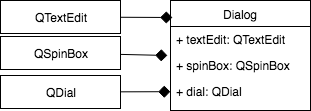 QTextEdit
QSpinBox
QDial
Dialog
+ textEdit: QTextEdit
+ spinBox: QSpinBox
+ dial: QDial